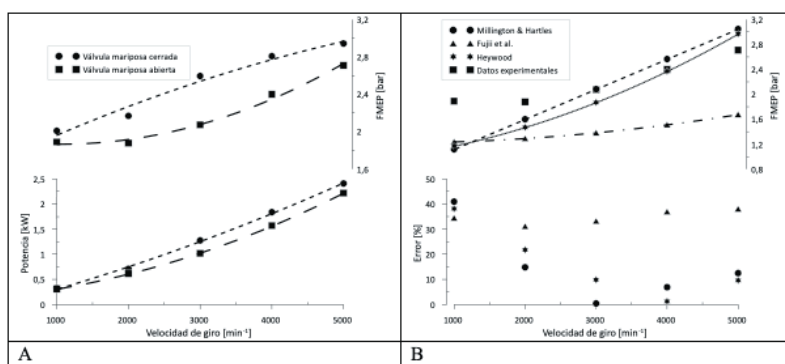 Válvula mariposa cerrada
Válvula mariposa abierta
3,2
2,8
2,4
2
1,6
FMEP [bar]
2,5
2
1,5
1
0,5
0
Potencia [kW]
1000
2000
3000
4000
5000
Velocidad de giro [min⁻¹]
A
Millington & Hartles
Fujii et al.
Heywood
Datos experimentales
3,2
2,8
2,4
2
1,6
1,2
0,8
FMEP [bar]
50
40
30
20
10
0
Error [%]
1000
2000
3000
4000
5000
Velocidad de giro [min⁻¹]
B